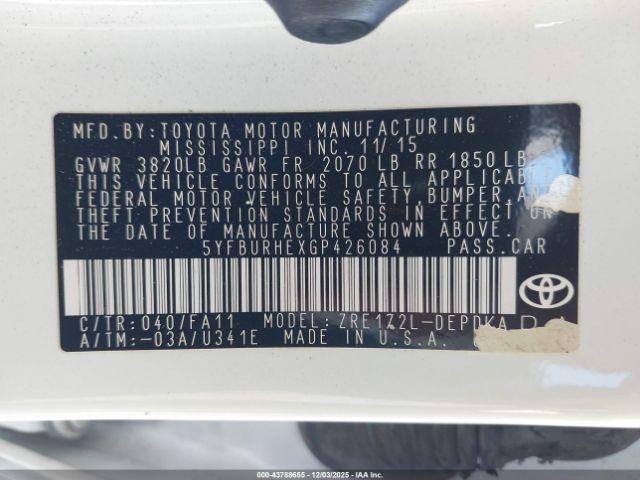 MFD.BY: TOYOTA MOTOR MANUFACTURING
MISSISSIPPI INC. 11/15
GVWR 3820LB GAWR FR 2070 LB RR 1850 LB
THIS VEHICLE CONFORMS TO ALL APPLICABLE
FEDERAL MOTOR VEHICLE SAFETY, BUMPER, AND
THEFT PREVENTION STANDARDS IN EFFECT ON
THE DATE OF MANUFACTURE SHOWN ABOVE.
5YFBURHEXGP426084 PASS.CAR
C/TR: 040/FA11 MODEL: ZRE172L-DEPDKA
A/TM: -03A/U341E MADE IN U.S.A.
TOYOTA
000-43788655 | 12/03/2025 | IAA Inc.